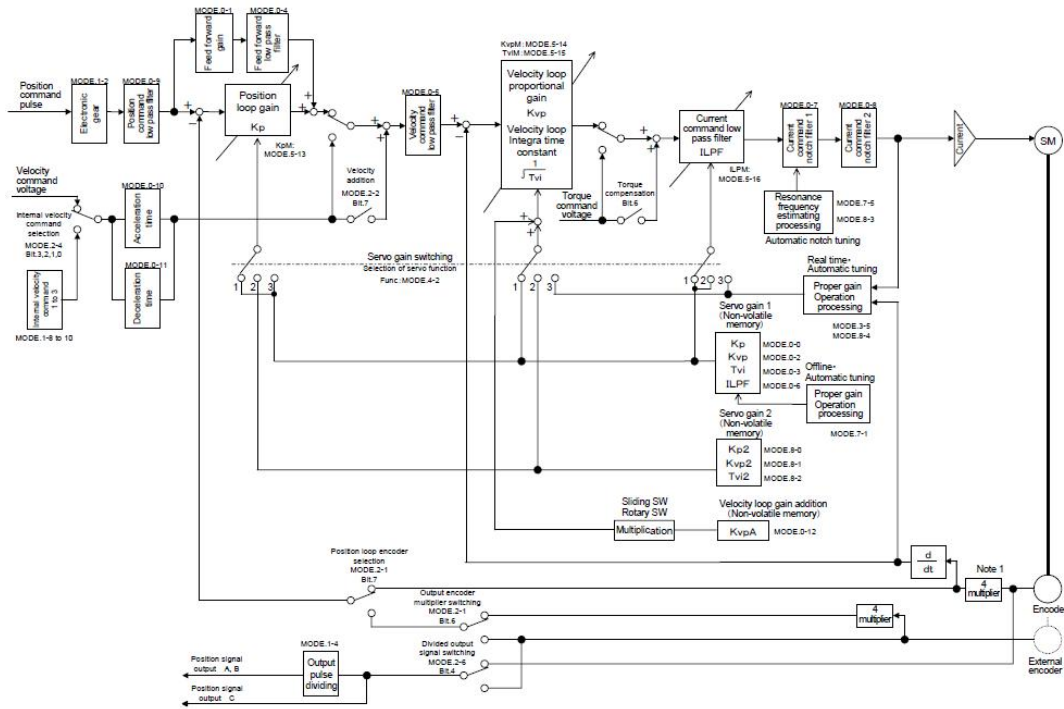 MODE.0-1
MODE.0-4
Feed forward
gain
Feed forward
low pass
filter
Position
command
pulse
MODE.1-2
Electronic
gear
MODE.0-9
Position
command
low pass filter
Position
loop gain
Kp
KpM:
MODE.5-13
MODE.0-5
Velocity
command
low pass filter
KvpM: MODE.5-14
TviM: MODE.5-15
Velocity loop
proportional
gain
Kvp
Velocity loop
Integra time
constant
1
Tvi
Current
command low
pass filter
ILPF
ILPM:
MODE.5-16
MODE.0-7
Current
command
notch filter 1
MODE.0-8
Current
command
notch filter 2
Current
SM
Resonance
frequency
estimating
processing
MODE.7-5
MODE.8-3
Automatic notch tuning
Velocity
command
voltage
Internal velocity
command
selection
MODE.2-4
Bit.3,2,1,0
MODE.0-10
Acceleration
time
MODE.0-11
Deceleration
time
Internal velocity
command
1 to 3
MODE.1-8 to 10
Velocity
addition
MODE.2-2
Bit.7
Torque
command
voltage
Torque
compensation
Bit.6
Servo gain switching
Selection of servo function
Func: MODE.4-2
1
2
3
1
2
3
1
2
3
Real time-
Automatic tuning
Proper gain
Operation
processing
MODE.3-5
MODE.8-4
Servo gain 1
(Non-volatile
memory)
Kp
Kvp
Tvi
ILPF
MODE.0-0
MODE.0-2
MODE.0-3
MODE.0-6
Offline-
Automatic tuning
Proper gain
Operation
processing
MODE.7-1
Servo gain 2
(Non-volatile
memory)
Kp2
Kvp2
Tvi2
MODE.8-0
MODE.8-1
MODE.8-2
Sliding SW
Rotary SW
Multiplication
Velocity loop gain addition
(Non-volatile memory)
KvpA
MODE.0-12
Position loop encoder
selection
MODE.2-1
Bit.7
d
dt
Note 1
4
multiplier
Encode
Output encoder
multiplier switching
MODE.2-1
Bit.6
4
multiplier
Divided output
signal switching
MODE.2-6
Bit.4
External
encoder
MODE.1-4
Output
pulse
dividing
Position signal
output A, B
Position signal
output C